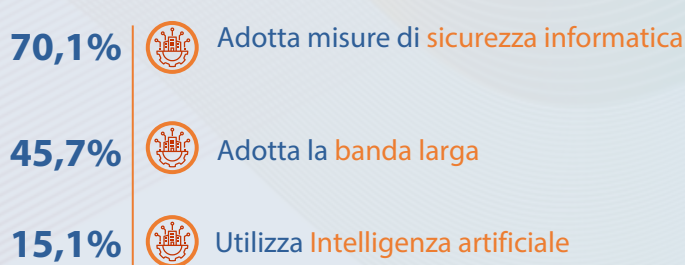 70,1% Adotta misure di sicurezza informatica
45,7% Adotta la banda larga
15,1% Utilizza Intelligenza artificiale